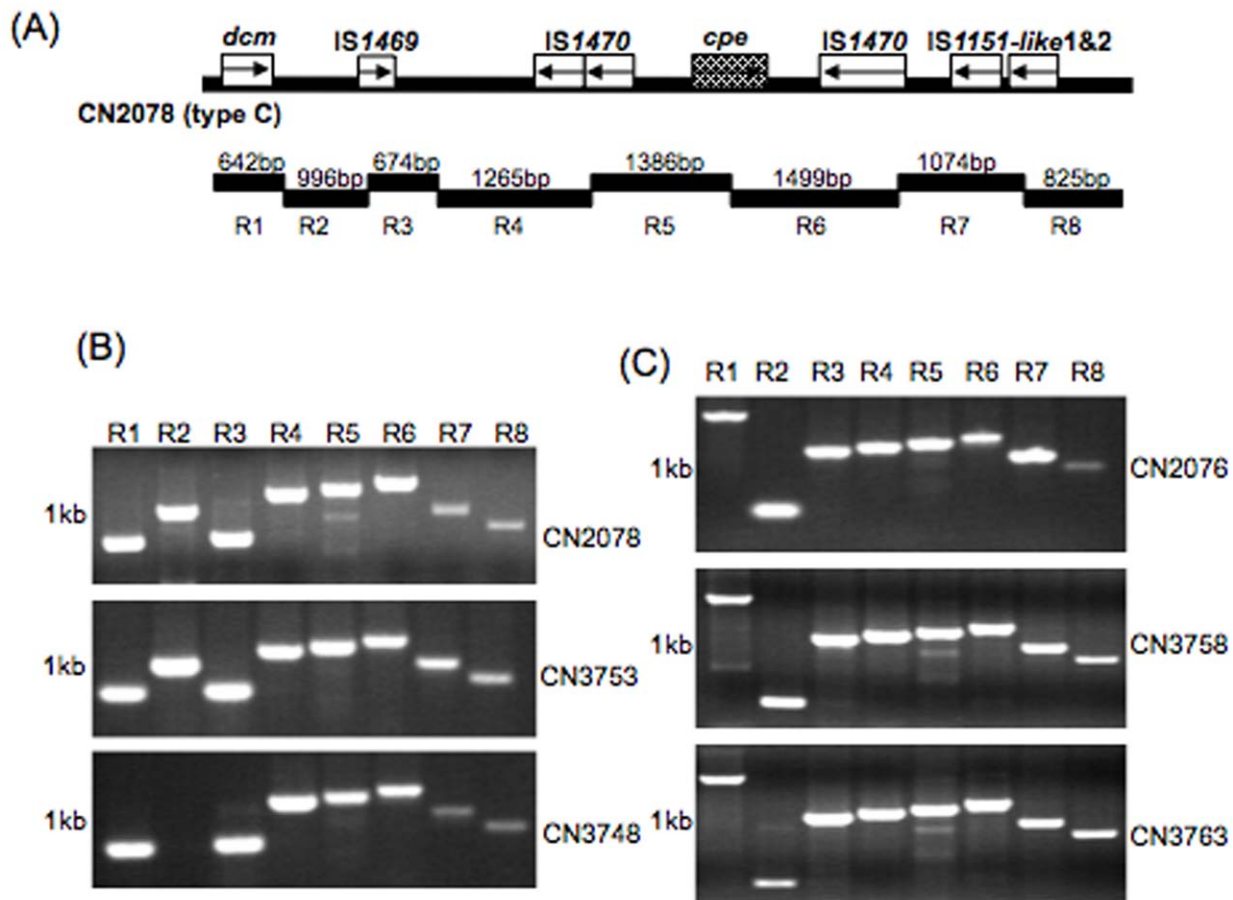 (A)
dcm IS1469 IS1470 cpe IS1470 IS1151-like1&2
CN2078 (type C)
642bp 996bp 674bp 1265bp 1386bp 1499bp 1074bp 825bp
R1 R2 R3 R4 R5 R6 R7 R8
(B)
R1 R2 R3 R4 R5 R6 R7 R8
1kb CN2078
1kb CN3753
1kb CN3748
(C)
R1 R2 R3 R4 R5 R6 R7 R8
1kb CN2076
1kb CN3758
1kb CN3763